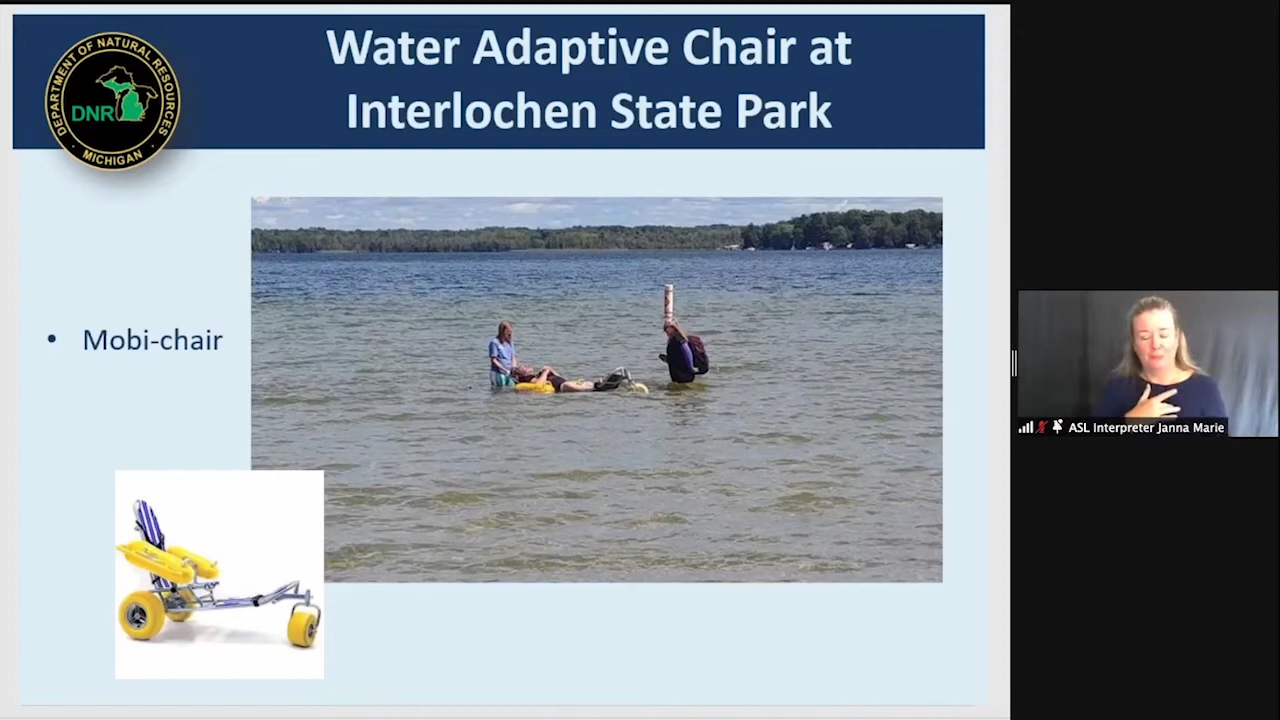 Water Adaptive Chair at
Interlochen State Park
DEPARTMENT OF NATURAL RESOURCES
DNR
MICHIGAN
• Mobi-chair
ASL Interpreter Janna Marie